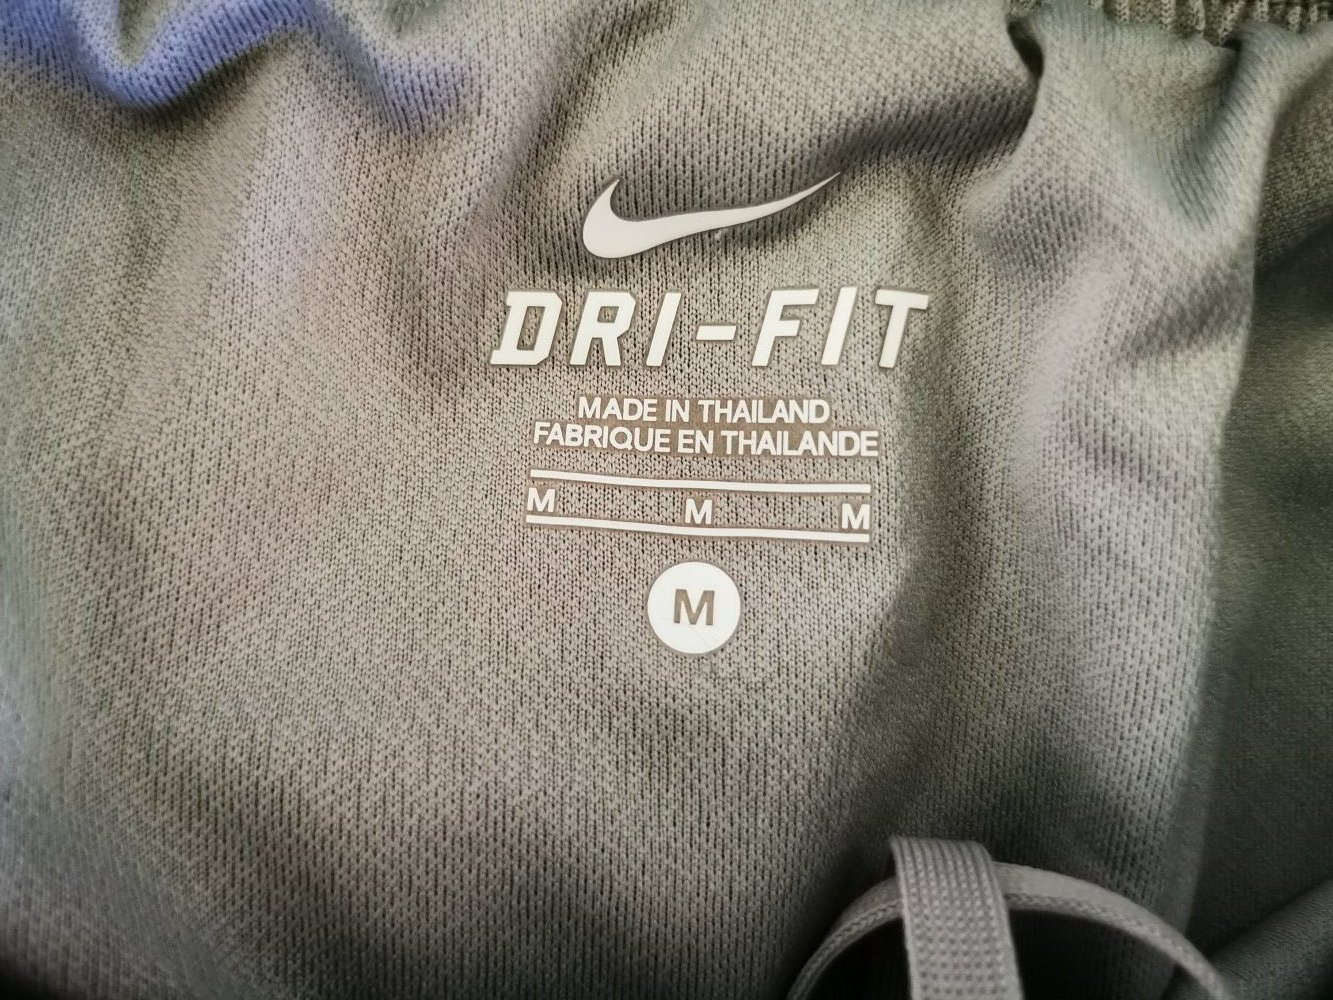 DRI-FIT
MADE IN THAILAND
FABRIQUE EN THAILANDE
M M M
M